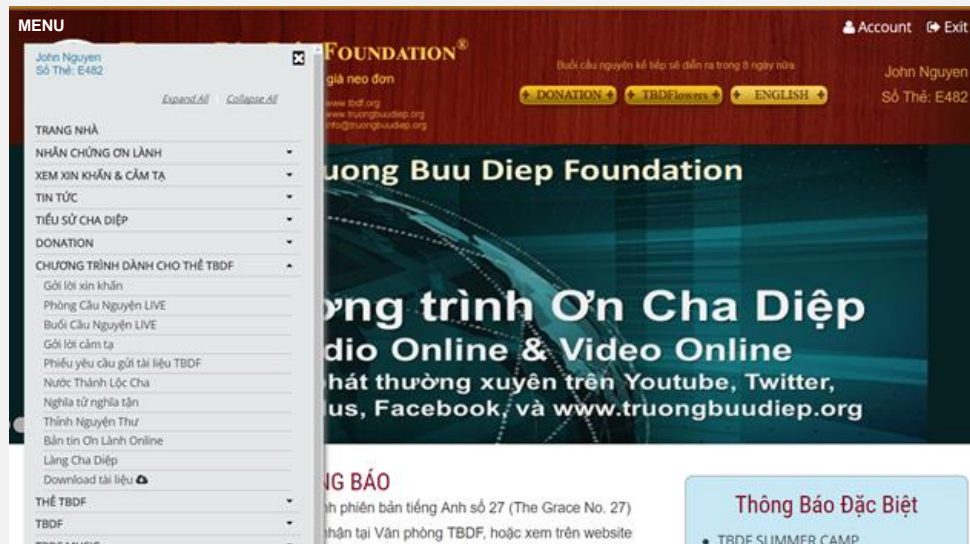 MENU
Account
Exit
John Nguyen
Số Thẻ: E482
Expand All
Collapse All
TRANG NHÀ
NHÂN CHỨNG ƠN LÀNH
XEM XIN KHẤN & CẢM TẠ
TIN TỨC
TIỂU SỬ CHA DIỆP
DONATION
CHƯƠNG TRÌNH DÀNH CHO THẺ TBDF
Gởi lời xin khấn
Phòng Cầu Nguyện LIVE
Buổi Cầu Nguyện LIVE
Gởi lời cảm tạ
Phiếu yêu cầu gửi tài liệu TBDF
Nước Thánh Lộc Cha
Nghĩa tử nghĩa tận
Thỉnh Nguyện Thư
Bản tin Ơn Lành Online
Làng Cha Diệp
Download tài liệu
THẺ TBDF
TBDF
FOUNDATION®
già neo đơn
www.tbdf.org
www.truongbuudiep.org
info@truongbuudiep.org
Buổi cầu nguyện kế tiếp sẽ diễn ra trong 8 ngày nữa
DONATION
TBDFlowers
ENGLISH
John Nguyen
Số Thẻ: E482
uong Buu Diep Foundation
ơng trình Ơn Cha Diệp
dio Online & Video Online
hát thường xuyên trên Youtube, Twitter,
lus, Facebook, và www.truongbuudiep.org
NG BÁO
nh phiên bản tiếng Anh số 27 (The Grace No. 27)
nhận tại Văn phòng TBDF, hoặc xem trên website
Thông Báo Đặc Biệt
TBDF SUMMER CAMP